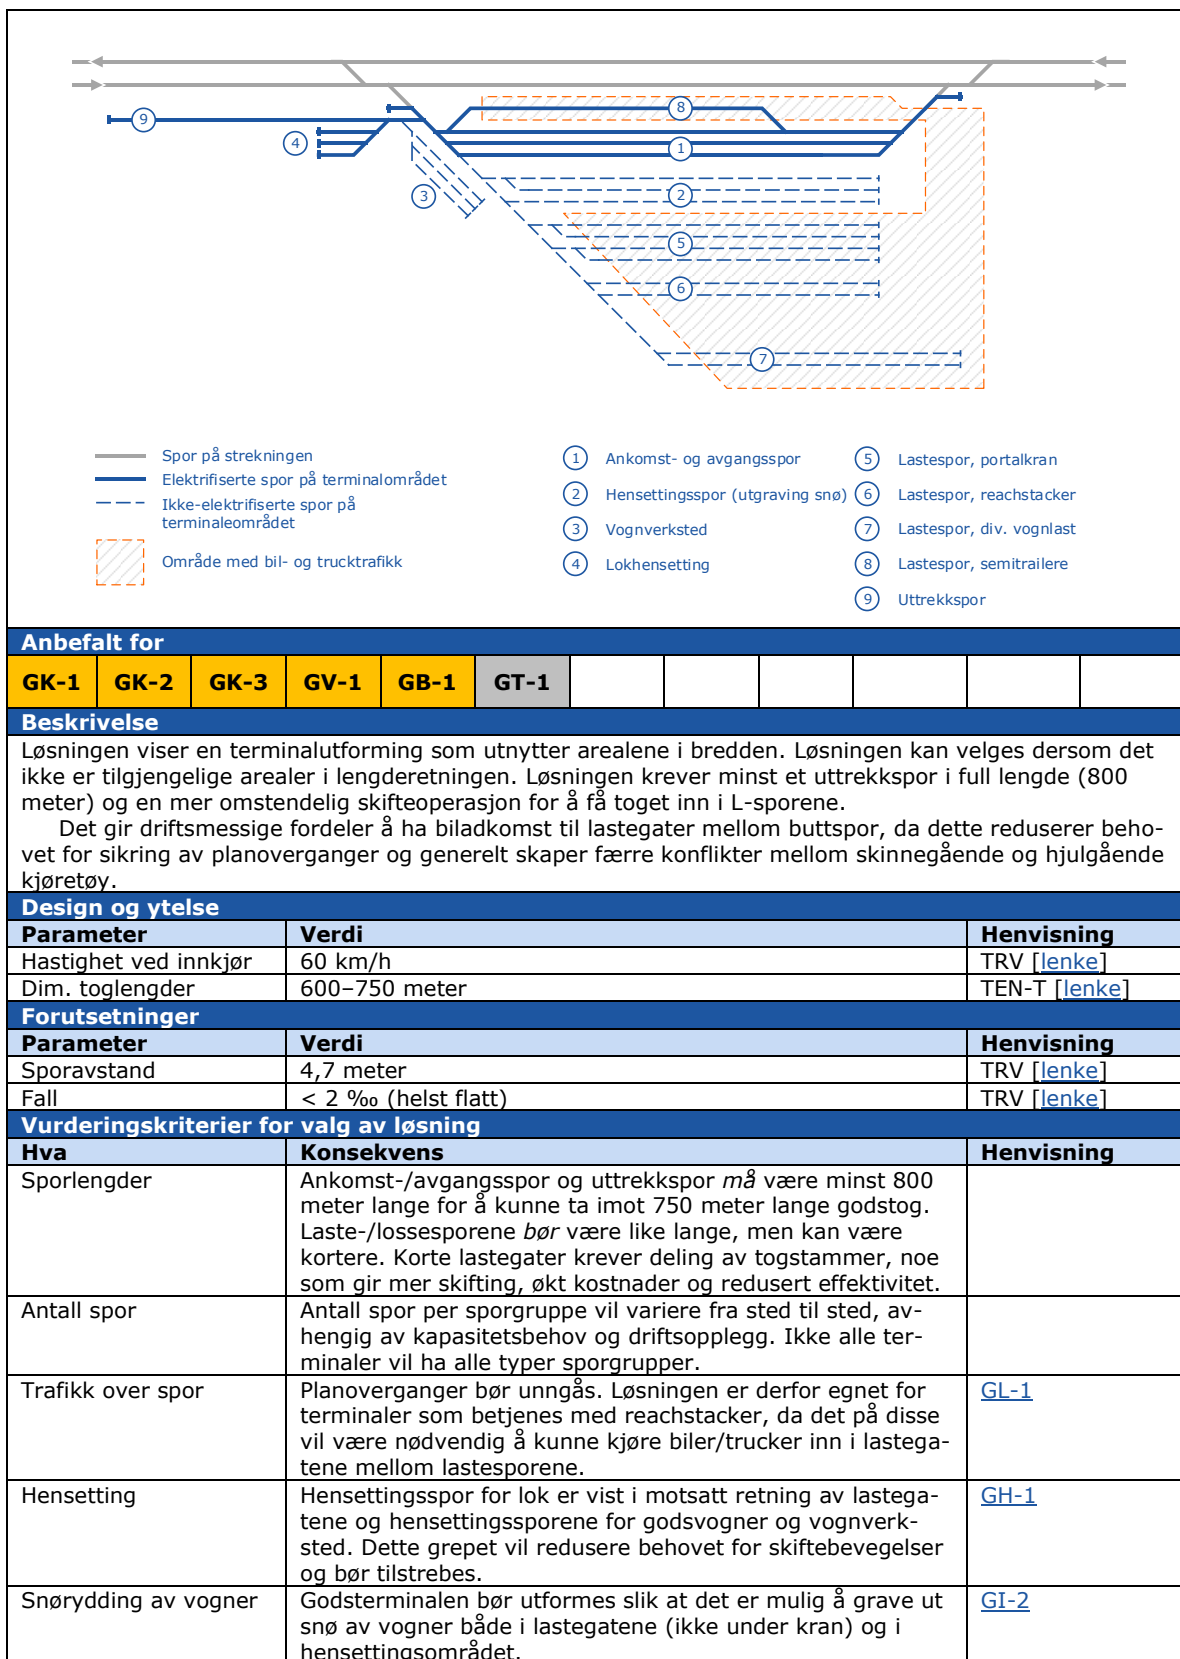 8
9
4
1
3
2
5
6
7
Spor på strekningen
Elektrifiserte spor på terminalområdet
Ikke-elektrifiserte spor på
terminaleområdet
Område med bil- og trucktrafikk
1 Ankomst- og avgangsspor
2 Hensettingsspor (utgraving snø)
3 Vognverksted
4 Lokhensetting
5 Lastespor, portalkran
6 Lastespor, reachstacker
7 Lastespor, div. vognlast
8 Lastespor, semitrailere
9 Uttrekkspor
Anbefalt for
GK-1 GK-2 GK-3 GV-1 GB-1 GT-1
Beskrivelse
Løsningen viser en terminalutforming som utnytter arealene i bredden. Løsningen kan velges dersom det
ikke er tilgjengelige arealer i lengderetningen. Løsningen krever minst et uttrekkspor i full lengde (800
meter) og en mer omstendelig skifteoperasjon for å få toget inn i L-sporene.
Det gir driftsmessige fordeler å ha biladkomst til lastegater mellom buttspor, da dette reduserer beho-
vet for sikring av planoverganger og generelt skaper færre konflikter mellom skinnegående og hjulgående
kjøretøy.
Design og ytelse
Parameter Verdi Henvisning
Hastighet ved innkjør 60 km/h TRV [lenke]
Dim. toglengder 600–750 meter TEN-T [lenke]
Forutsetninger
Parameter Verdi Henvisning
Sporavstand 4,7 meter TRV [lenke]
Fall < 2 ‰ (helst flatt) TRV [lenke]
Vurderingskriterier for valg av løsning
Hva Konsekvens Henvisning
Sporlengder Ankomst-/avgangsspor og uttrekkspor må være minst 800
meter lange for å kunne ta imot 750 meter lange godstog.
Laste-/lossesporene bør være like lange, men kan være
kortere. Korte lastegater krever deling av togstammer, noe
som gir mer skifting, økt kostnader og redusert effektivitet.
Antall spor Antall spor per sporgruppe vil variere fra sted til sted, av-
hengig av kapasitetsbehov og driftsopplegg. Ikke alle ter-
minaler vil ha alle typer sporgrupper.
Trafikk over spor Planoverganger bør unngås. Løsningen er derfor egnet for GL-1
terminaler som betjenes med reachstacker, da det på disse
vil være nødvendig å kunne kjøre biler/trucker inn i lastega-
tene mellom lastesporene.
Hensetting Hensettingsspor for lok er vist i motsatt retning av lastega- GH-1
tene og hensettingssporene for godsvogner og vognverk-
sted. Dette grepet vil redusere behovet for skiftebevegelser
og bør tilstrebes.
Snørydding av vogner Godsterminalen bør utformes slik at det er mulig å grave ut GI-2
snø av vogner både i lastegatene (ikke under kran) og i
hensettingsområdet.